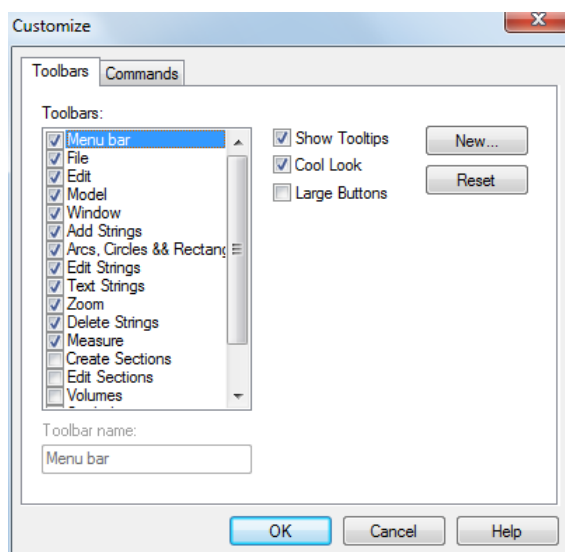 Customize
Toolbars Commands
Toolbars:
Menu bar
File
Edit
Model
Window
Add Strings
Arcs, Circles && Rectang
Edit Strings
Text Strings
Zoom
Delete Strings
Measure
Create Sections
Edit Sections
Volumes
Show Tooltips
Cool Look
Large Buttons
New...
Reset
Toolbar name:
Menu bar
OK Cancel Help